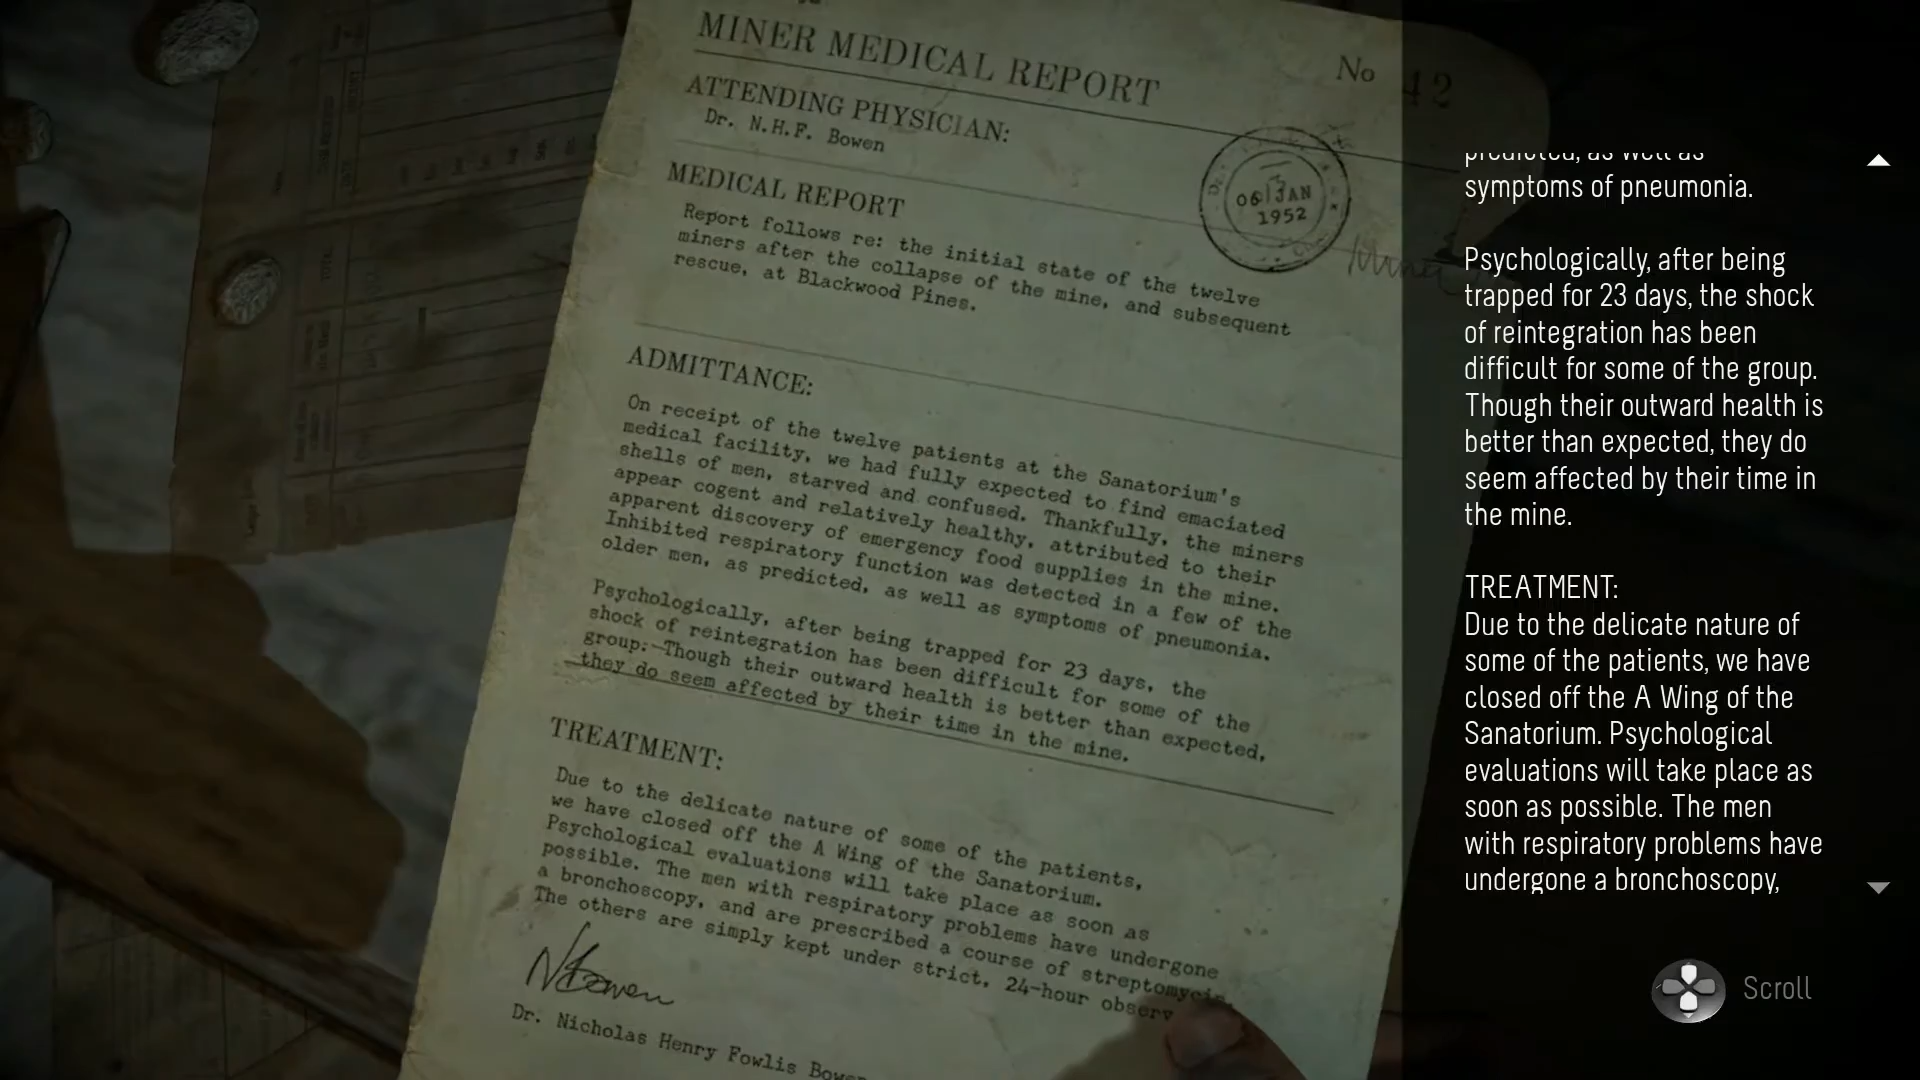 MINER MEDICAL REPORT
No 42
ATTENDING PHYSICIAN:
Dr. N.H.F. Bowen
06 JAN
1952
MEDICAL REPORT
Report follows re: the initial state of the twelve
miners after the collapse of the mine, and subsequent
rescue, at Blackwood Pines.
ADMITTANCE:
On receipt of the twelve patients at the Sanatorium's
medical facility, we had fully expected to find emaciated
shells of men, starved and confused. Thankfully, the miners
appear cogent and relatively healthy, attributed to their
apparent discovery of emergency food supplies in the mine.
Inhibited respiratory function was detected in a few of the
older men, as predicted, as well as symptoms of pneumonia.
Psychologically, after being trapped for 23 days, the
shock of reintegration has been difficult for some of the
group. Though their outward health is better than expected,
they do seem affected by their time in the mine.
TREATMENT:
Due to the delicate nature of some of the patients,
we have closed off the A Wing of the Sanatorium.
Psychological evaluations will take place as soon as
possible. The men with respiratory problems have undergone
a bronchoscopy, and are prescribed a course of streptomycin.
The others are simply kept under strict, 24-hour observ
NBowen
Dr. Nicholas Henry Fowlis Bowen
predicted, as well as
symptoms of pneumonia.
Psychologically, after being
trapped for 23 days, the shock
of reintegration has been
difficult for some of the group.
Though their outward health is
better than expected, they do
seem affected by their time in
the mine.
TREATMENT:
Due to the delicate nature of
some of the patients, we have
closed off the A Wing of the
Sanatorium. Psychological
evaluations will take place as
soon as possible. The men
with respiratory problems have
undergone a bronchoscopy,
Scroll